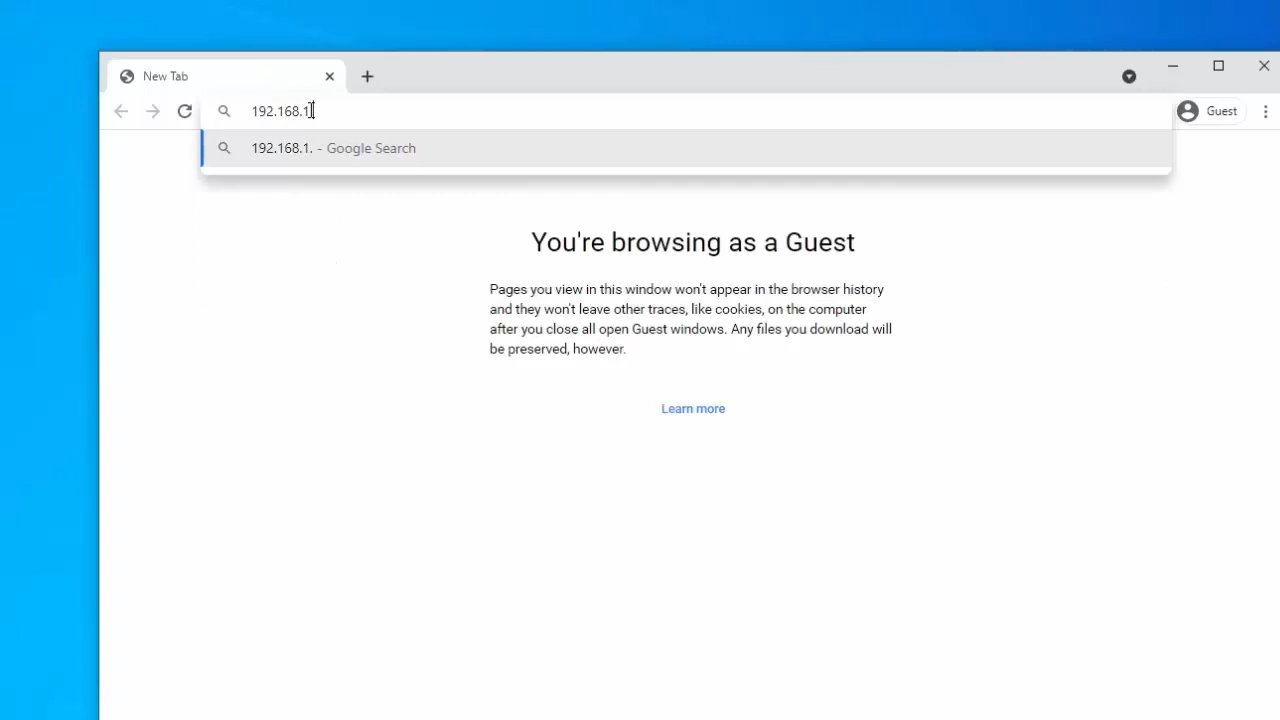 New Tab
192.168.1.
Guest
192.168.1. - Google Search
You're browsing as a Guest
Pages you view in this window won't appear in the browser history
and they won't leave other traces, like cookies, on the computer
after you close all open Guest windows. Any files you download will
be preserved, however.
Learn more